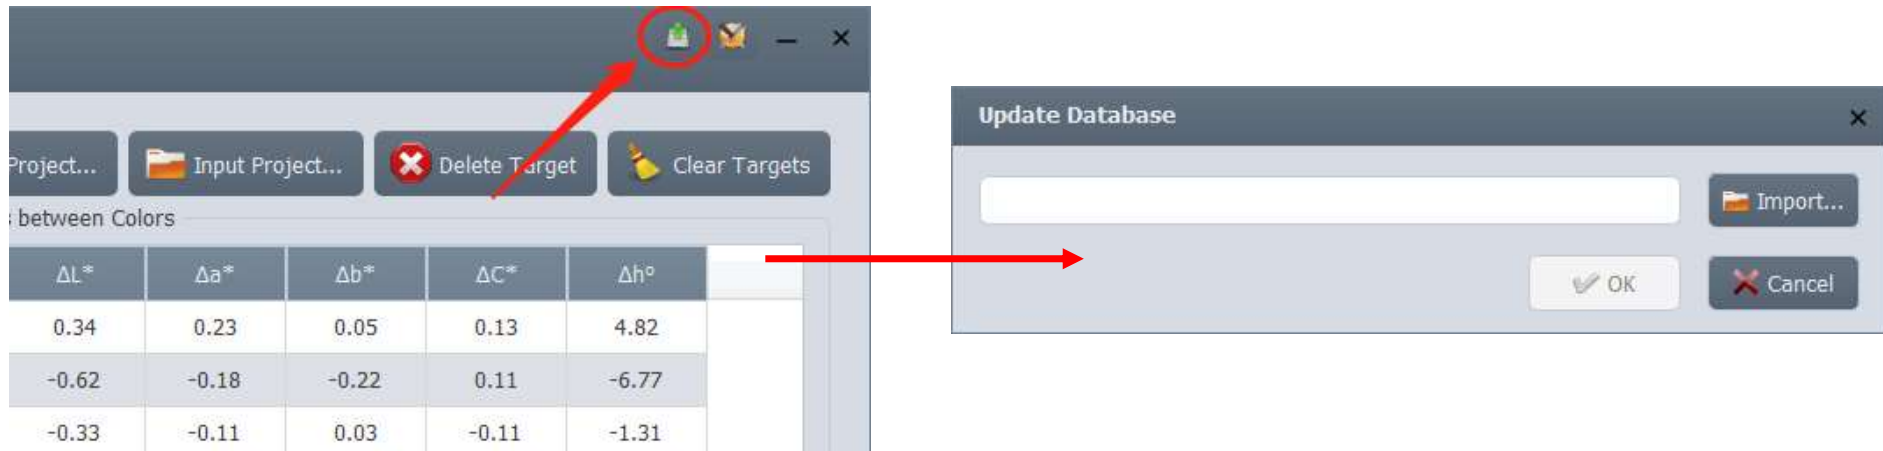 Project...
Input Project...
Delete Target
Clear Targets
between Colors
ΔL* Δa* Δb* ΔC* Δh°
0.34 0.23 0.05 0.13 4.82
-0.62 -0.18 -0.22 0.11 -6.77
-0.33 -0.11 0.03 -0.11 -1.31
Update Database
Import...
OK
Cancel